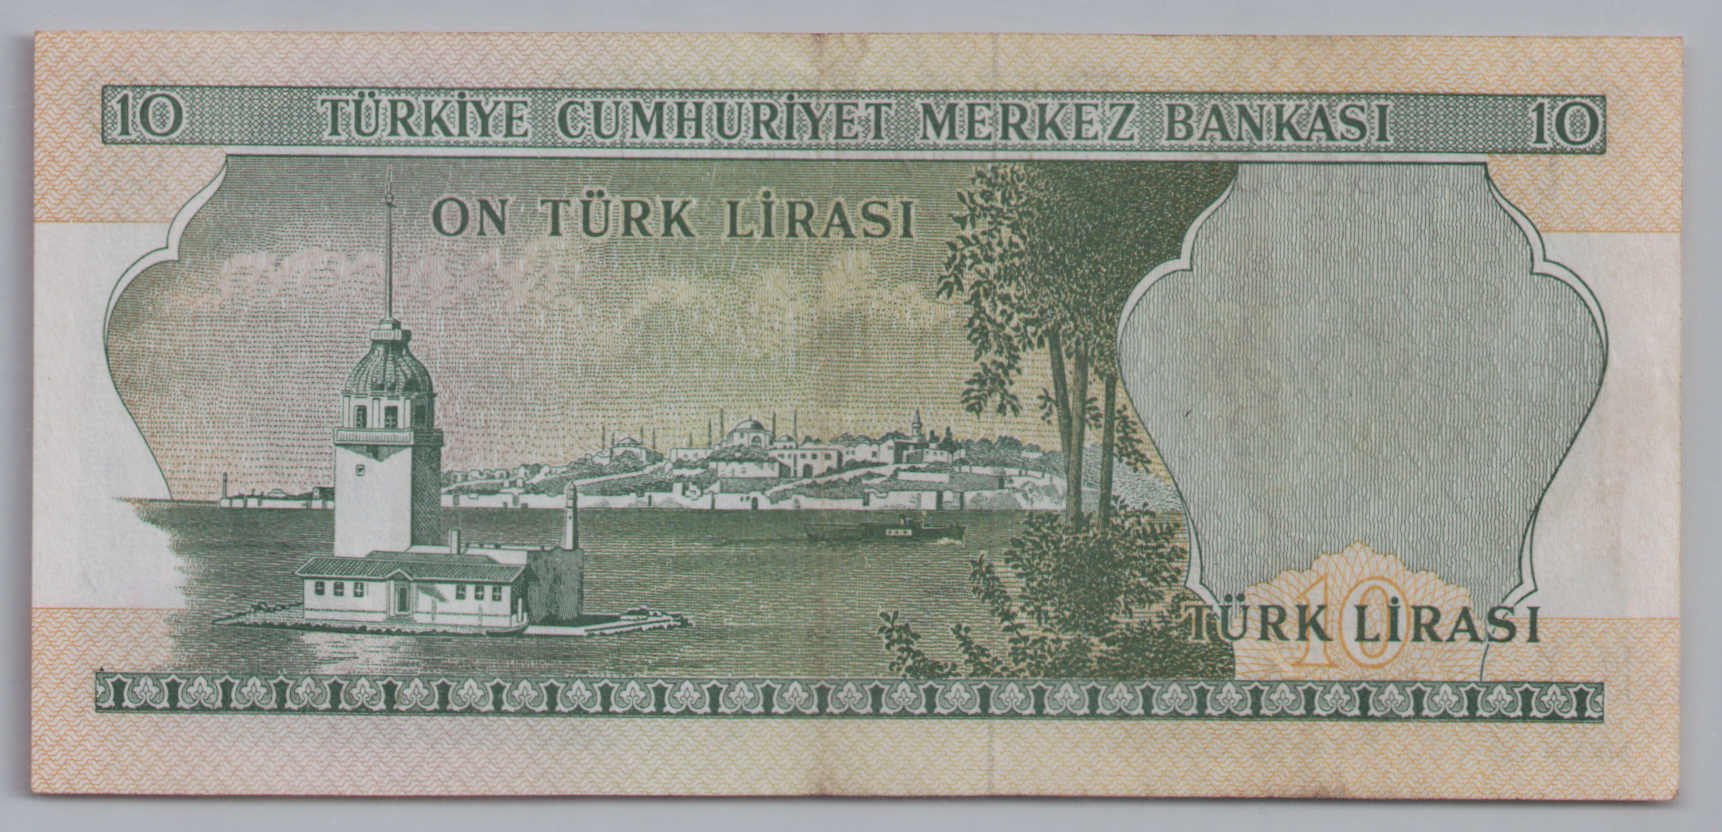 10 TÜRKİYE CUMHURİYET MERKEZ BANKASI 10
ON TÜRK LİRASI
10
TÜRK LİRASI